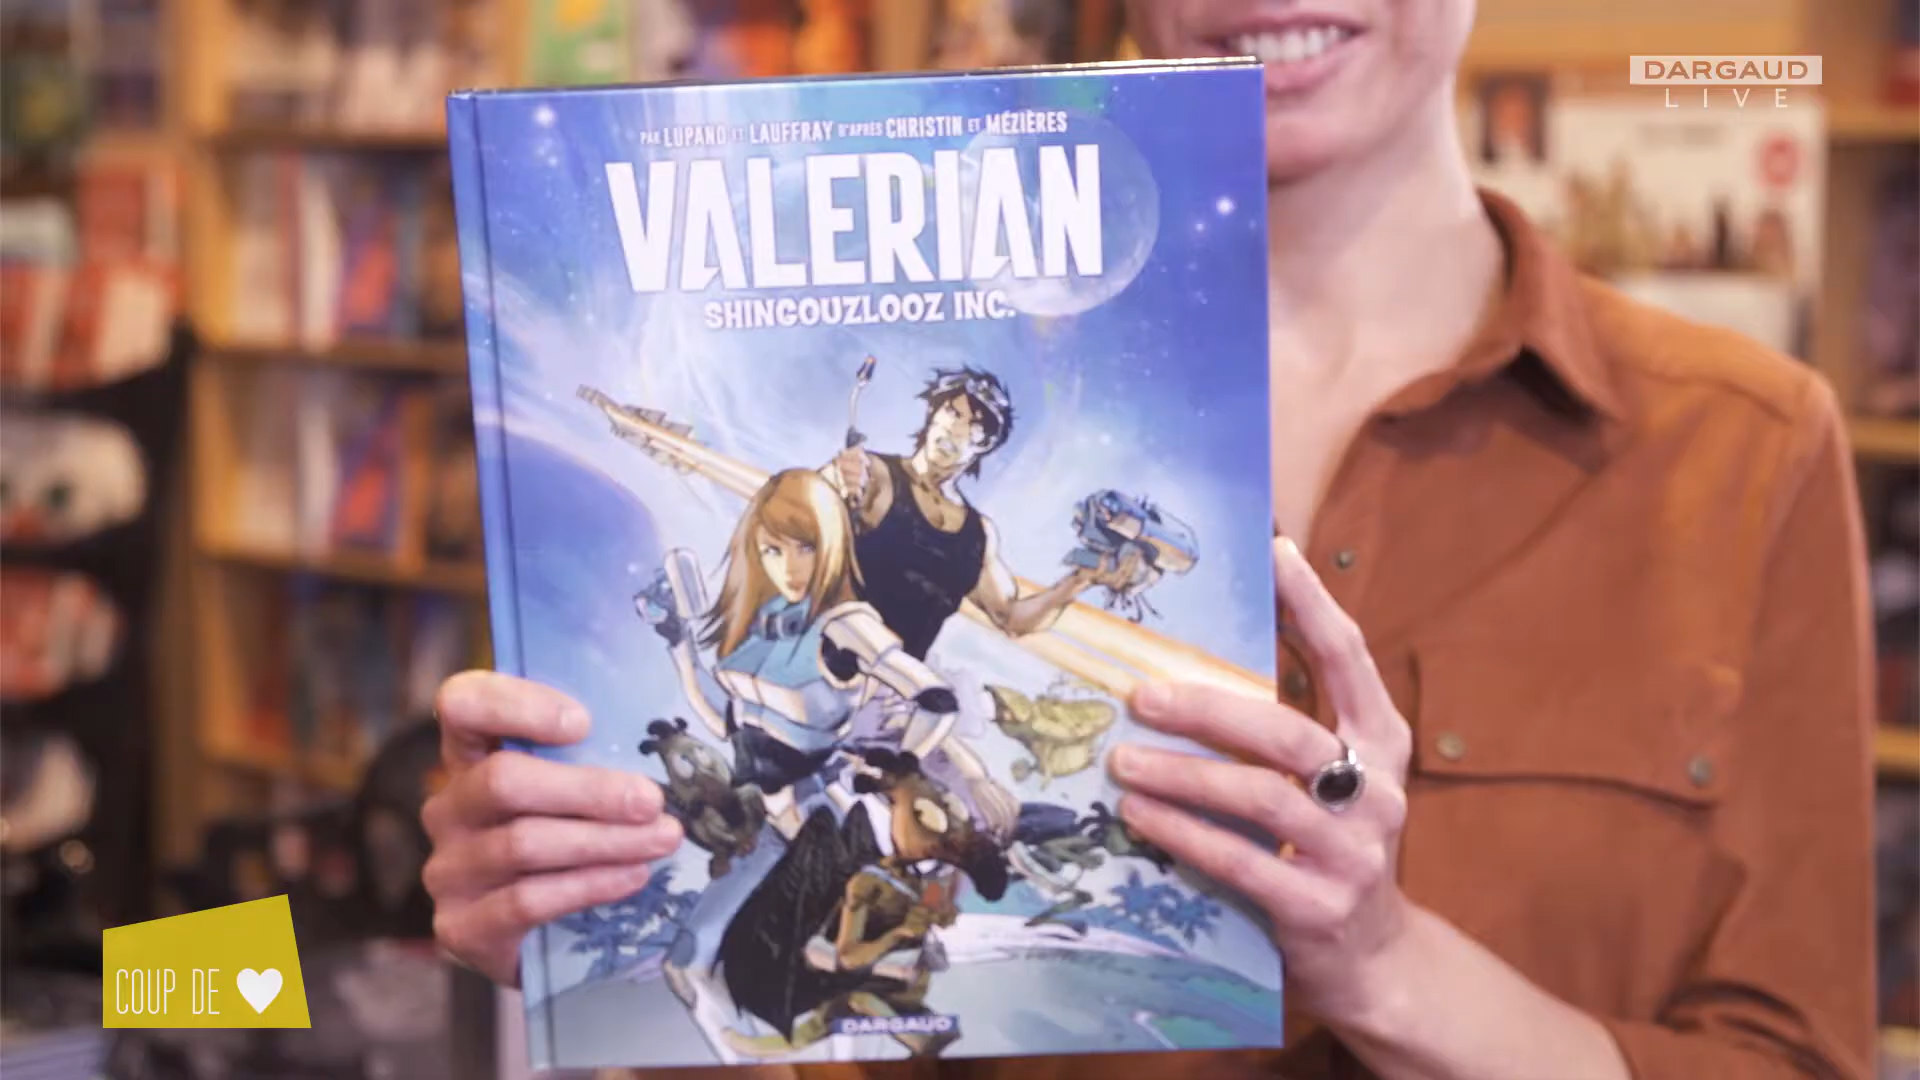 DARGAUD
LIVE
PAR LUPANO ET LAUFFRAY D'APRÈS CHRISTIN ET MÉZIÈRES
VALERIAN
SHINGOUZLOOZ INC.
DARGAUD
COUP DE